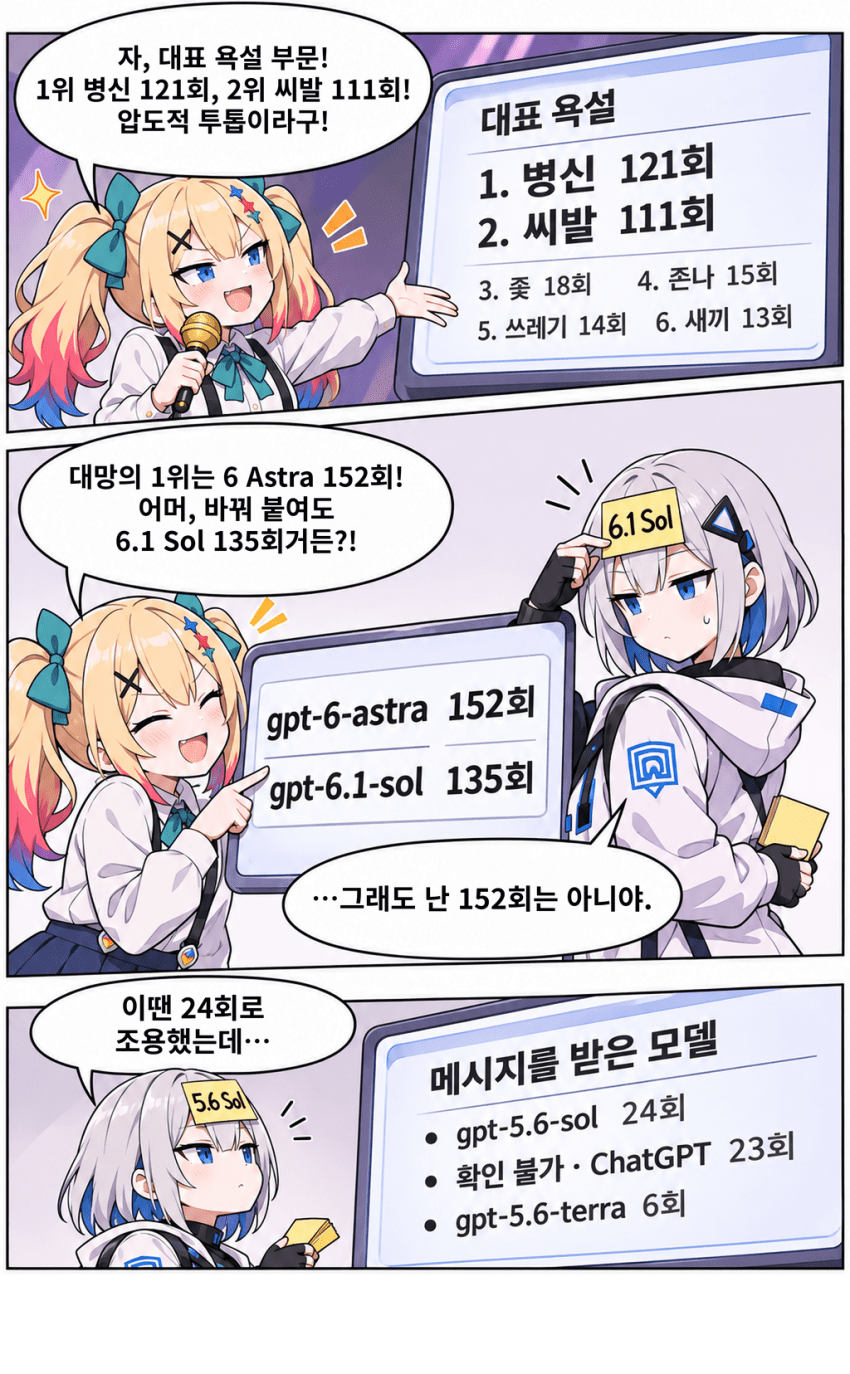 자, 대표 욕설 부문!
1위 병신 121회, 2위 씨발 111회!
압도적 투톱이라구!
대표 욕설
1. 병신 121회
2. 씨발 111회
3. 좆 18회 4. 존나 15회
5. 쓰레기 14회 6. 새끼 13회
대망의 1위는 6 Astra 152회!
어머, 바꿔 붙여도
6.1 Sol 135회거든?!
6.1 Sol
gpt-6-astra 152회
gpt-6.1-sol 135회
…그래도 난 152회는 아니야.
이땐 24회로
조용했는데…
5.6 Sol
메시지를 받은 모델
• gpt-5.6-sol 24회
• 확인 불가 · ChatGPT 23회
• gpt-5.6-terra 6회